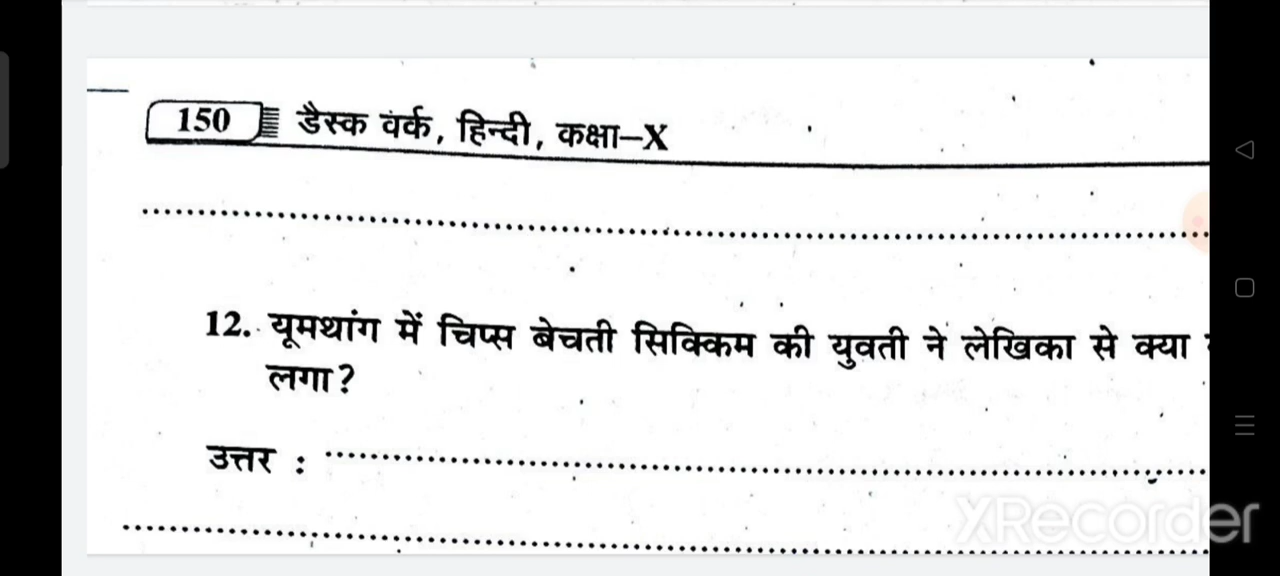 150 डैस्क वर्क, हिन्दी, कक्षा–X
12. यूमथांग में चिप्स बेचती सिक्किम की युवती ने लेखिका से क्या
लगा?
उत्तर :
XRecorder